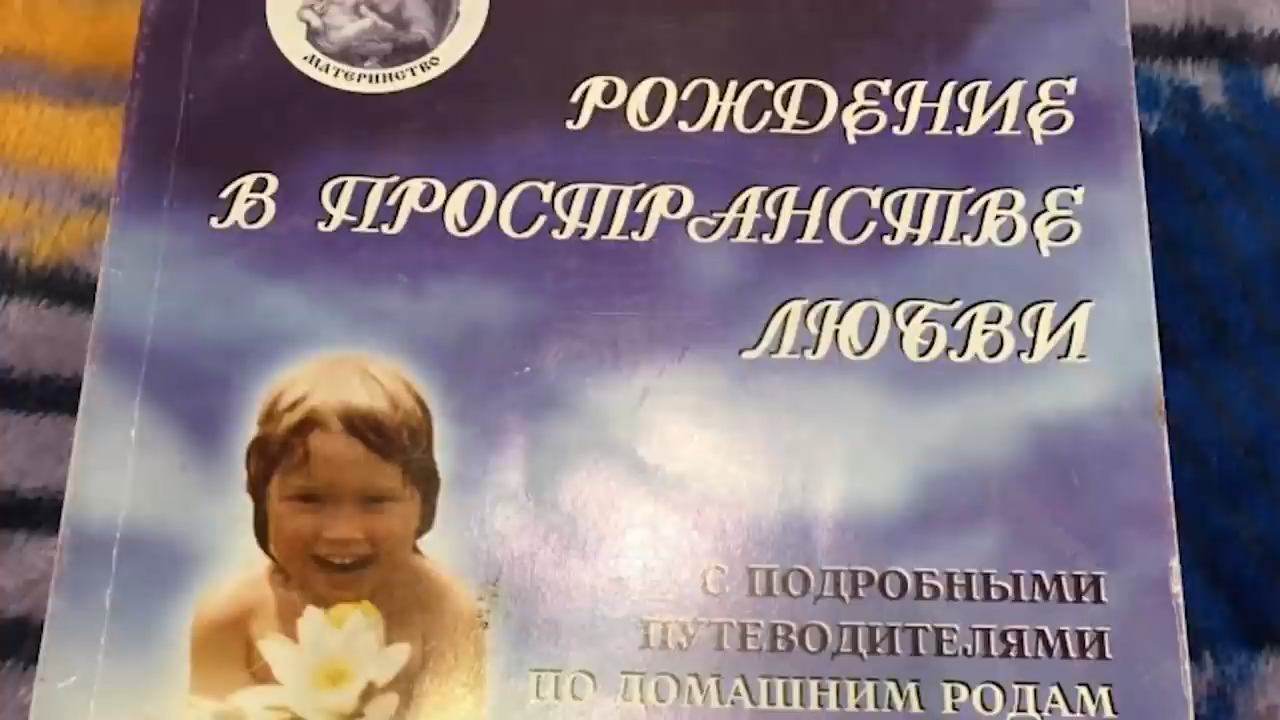 МАТЕРИНСТВО
РОЖДЕНИЕ
В ПРОСТРАНСТВЕ
ЛЮБВИ
С ПОДРОБНЫМИ
ПУТЕВОДИТЕЛЯМИ
ПО ДОМАШНИМ РОДАМ